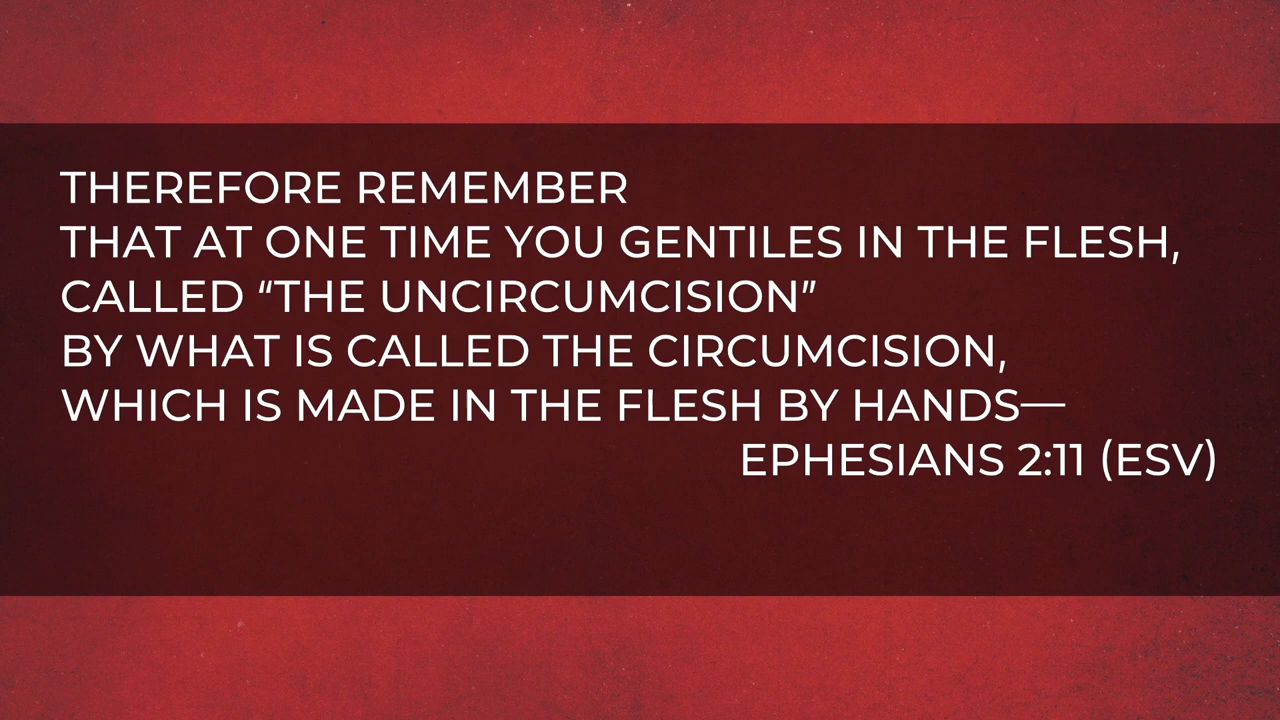 THEREFORE REMEMBER
THAT AT ONE TIME YOU GENTILES IN THE FLESH,
CALLED “THE UNCIRCUMCISION”
BY WHAT IS CALLED THE CIRCUMCISION,
WHICH IS MADE IN THE FLESH BY HANDS—
EPHESIANS 2:11 (ESV)